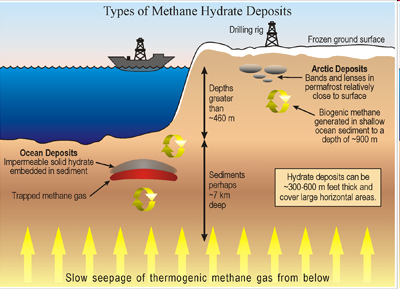 Types of Methane Hydrate Deposits
Drilling rig
Frozen ground surface
Arctic Deposits
Bands and lenses in
permafrost relatively
close to surface
Depths
greater
than
~460 m
Biogenic methane
generated in shallow
ocean sediment to a
depth of ~900 m
Ocean Deposits
Impermeable solid hydrate
embedded in sediment
Trapped methane gas
Sediments
perhaps
~7 km
deep
Hydrate deposits can be
~300-600 m feet thick and
cover large horizontal areas.
Slow seepage of thermogenic methane gas from below